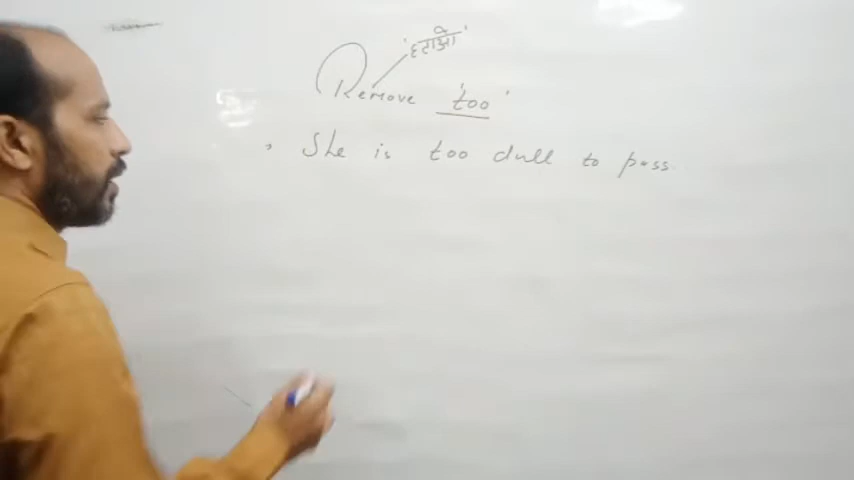 'हटाआ'
Remove 'too'
, She is too dull to pass.